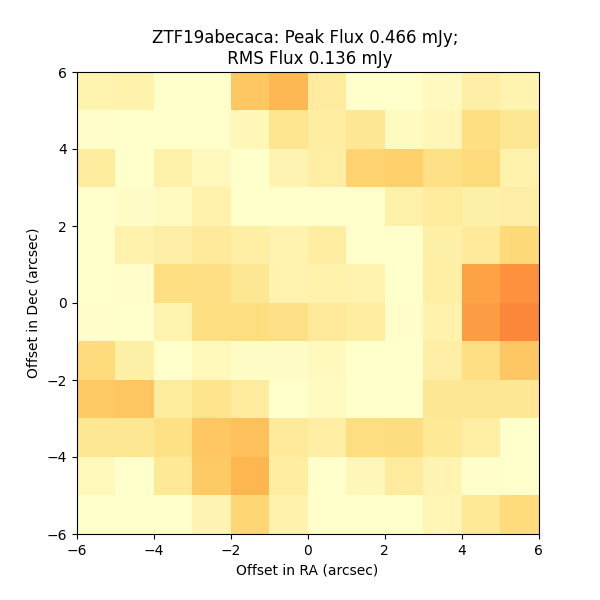 ZTF19abecaca: Peak Flux 0.466 mJy;
RMS Flux 0.136 mJy
6
4
2
0
−2
−4
−6
Offset in Dec (arcsec)
−6 −4 −2 0 2 4 6
Offset in RA (arcsec)